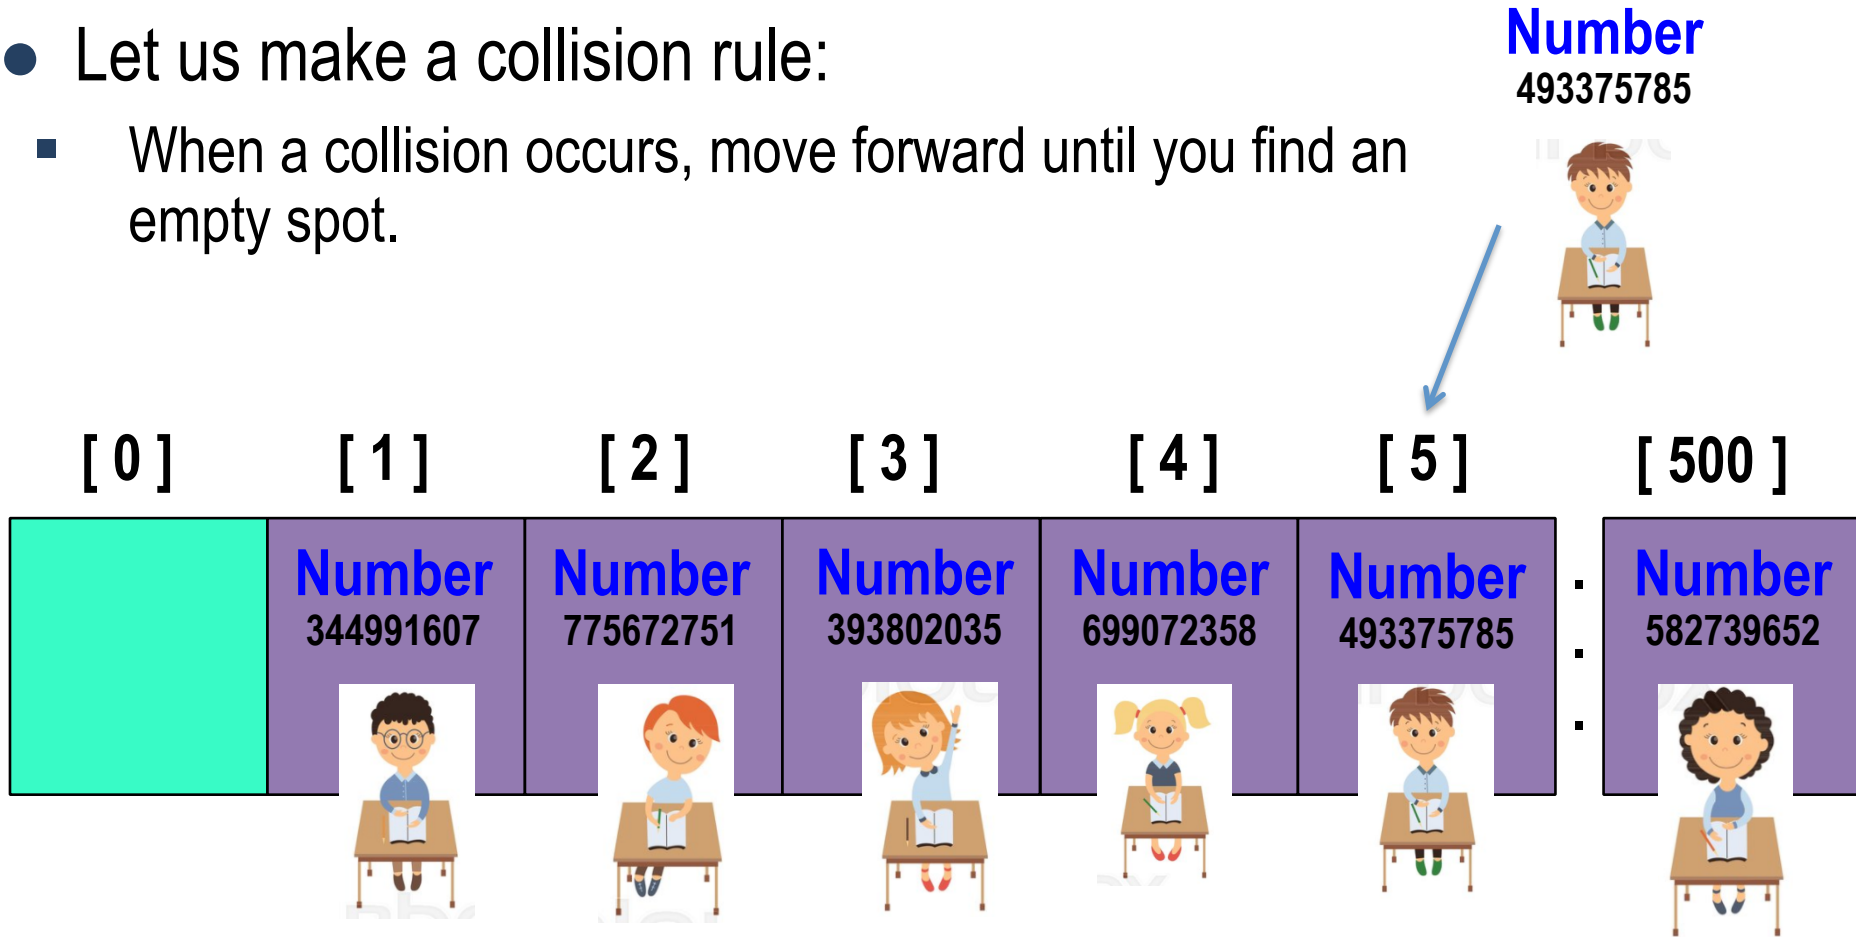 Let us make a collision rule:
Number
493375785
When a collision occurs, move forward until you find an
empty spot.
[ 0 ] [ 1 ] [ 2 ] [ 3 ] [ 4 ] [ 5 ] [ 500 ]
Number Number Number Number Number Number
344991607 775672751 393802035 699072358 493375785 582739652